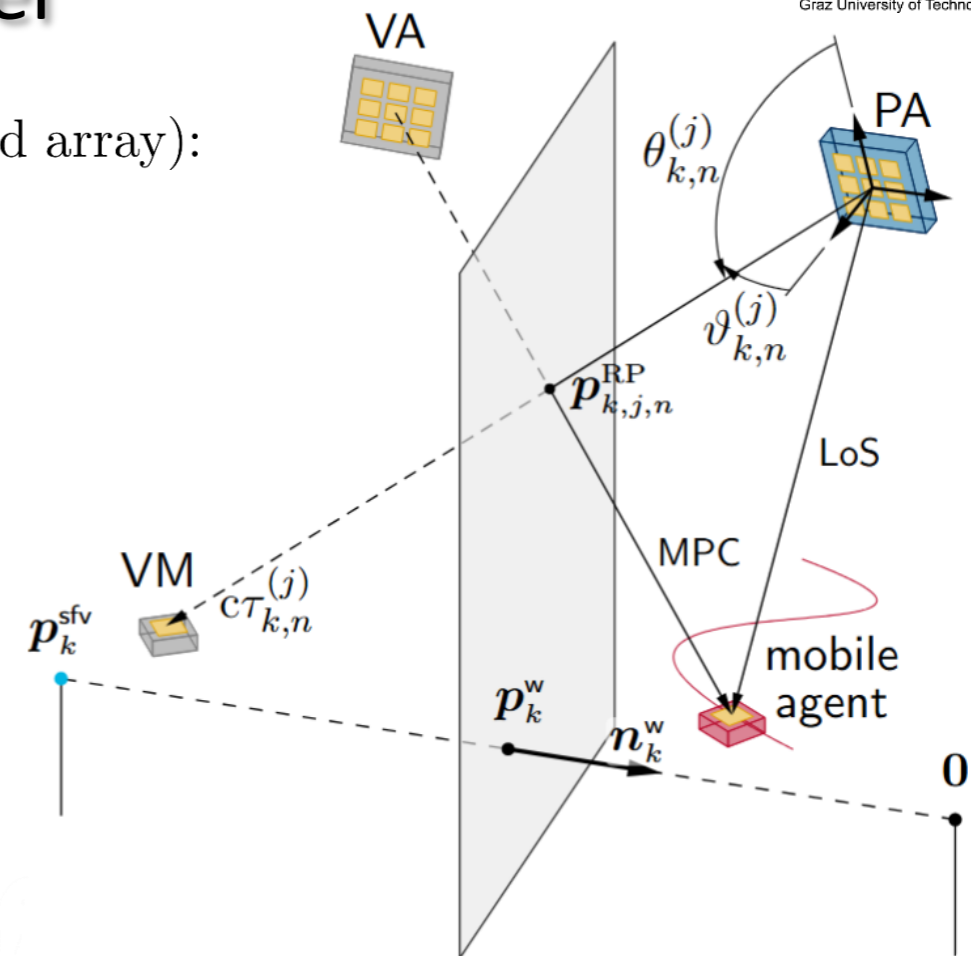 Graz University of Techno
VA
d array):
PA
θ_{k,n}^{(j)}
ϑ_{k,n}^{(j)}
p_{k,j,n}^{RP}
LoS
MPC
VM
cτ_{k,n}^{(j)}
p_k^{sfv}
mobile
agent
p_k^w
n_k^w
0